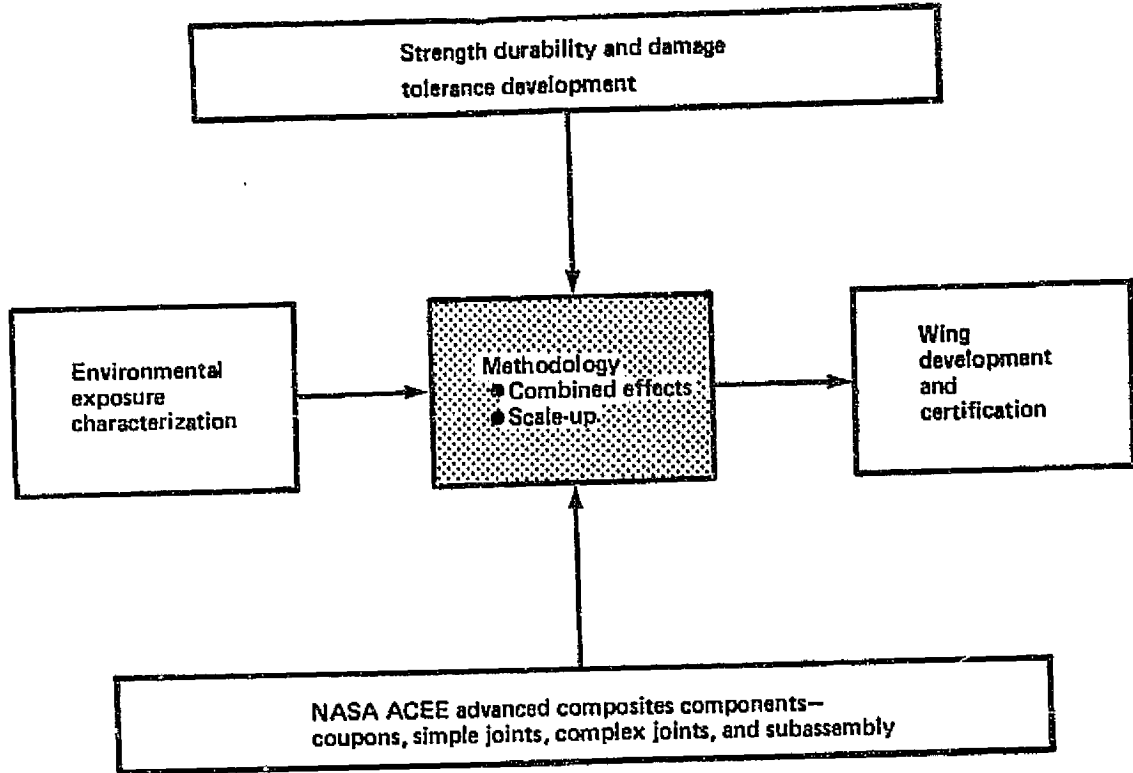 Strength durability and damage
tolerance development
Environmental
exposure
characterization
Methodology
● Combined effects
● Scale-up
Wing
development
and
certification
NASA ACEE advanced composites components—
coupons, simple joints, complex joints, and subassembly